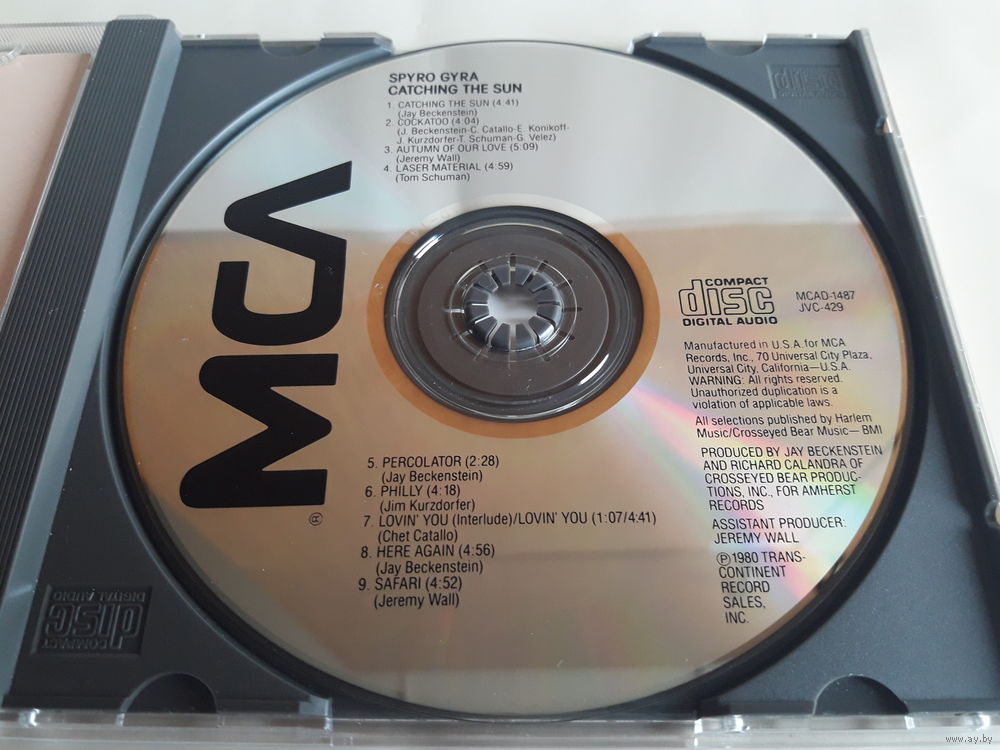 SPYRO GYRA
CATCHING THE SUN
1. CATCHING THE SUN (4:41)
(Jay Beckenstein)
2. COCKATOO (4:04)
(J. Beckenstein-C. Catallo-E. Konikoff-
J. Kurzdorfer-T. Schuman-G. Velez)
3. AUTUMN OF OUR LOVE (5:09)
(Jeremy Wall)
4. LASER MATERIAL (4:59)
(Tom Schuman)
MCA
®
COMPACT
disc
DIGITAL AUDIO
MCAD-1487
JVC-429
Manufactured in U.S.A. for MCA
Records, Inc., 70 Universal City Plaza,
Universal City, California—U.S.A.
WARNING: All rights reserved.
Unauthorized duplication is a
violation of applicable laws.
All selections published by Harlem
Music/Crosseyed Bear Music—BMI
PRODUCED BY JAY BECKENSTEIN
AND RICHARD CALANDRA OF
CROSSEYED BEAR PRODUC-
TIONS, INC., FOR AMHERST
RECORDS
ASSISTANT PRODUCER:
JEREMY WALL
℗ 1980 TRANS-
CONTINENT
RECORD
SALES,
INC.
5. PERCOLATOR (2:28)
(Jay Beckenstein)
6. PHILLY (4:18)
(Jim Kurzdorfer)
7. LOVIN' YOU (Interlude)/LOVIN' YOU (1:07/4:41)
(Chet Catallo)
8. HERE AGAIN (4:56)
(Jay Beckenstein)
9. SAFARI (4:52)
(Jeremy Wall)
COMPACT
disc
DIGITAL AUDIO
COMPACT
disc
DIGITAL AUDIO
www.ay.by